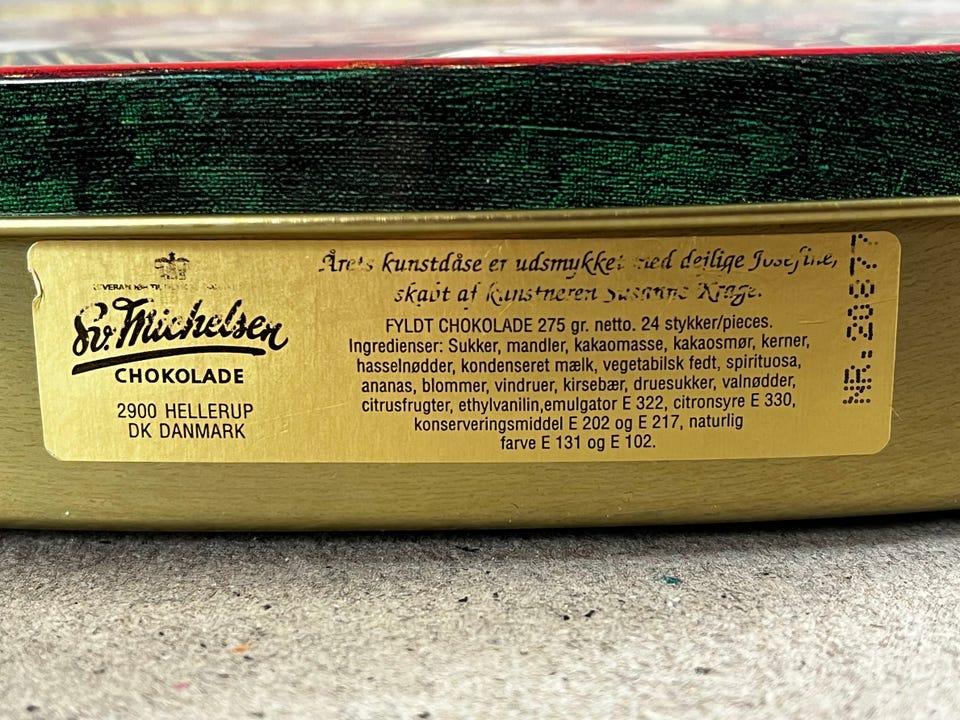 Sv. Michelsen
CHOKOLADE
2900 HELLERUP
DK DANMARK
Årets kunstdåse er udsmykket med dejlige Josefine,
skabt af kunstneren Susanne Krage.
FYLDT CHOKOLADE 275 gr. netto. 24 stykker/pieces.
Ingredienser: Sukker, mandler, kakaomasse, kakaosmør, kerner,
hasselnødder, kondenseret mælk, vegetabilsk fedt, spirituosa,
ananas, blommer, vindruer, kirsebær, druesukker, valnødder,
citrusfrugter, ethylvanilin,emulgator E 322, citronsyre E 330,
konserveringsmiddel E 202 og E 217, naturlig
farve E 131 og E 102.